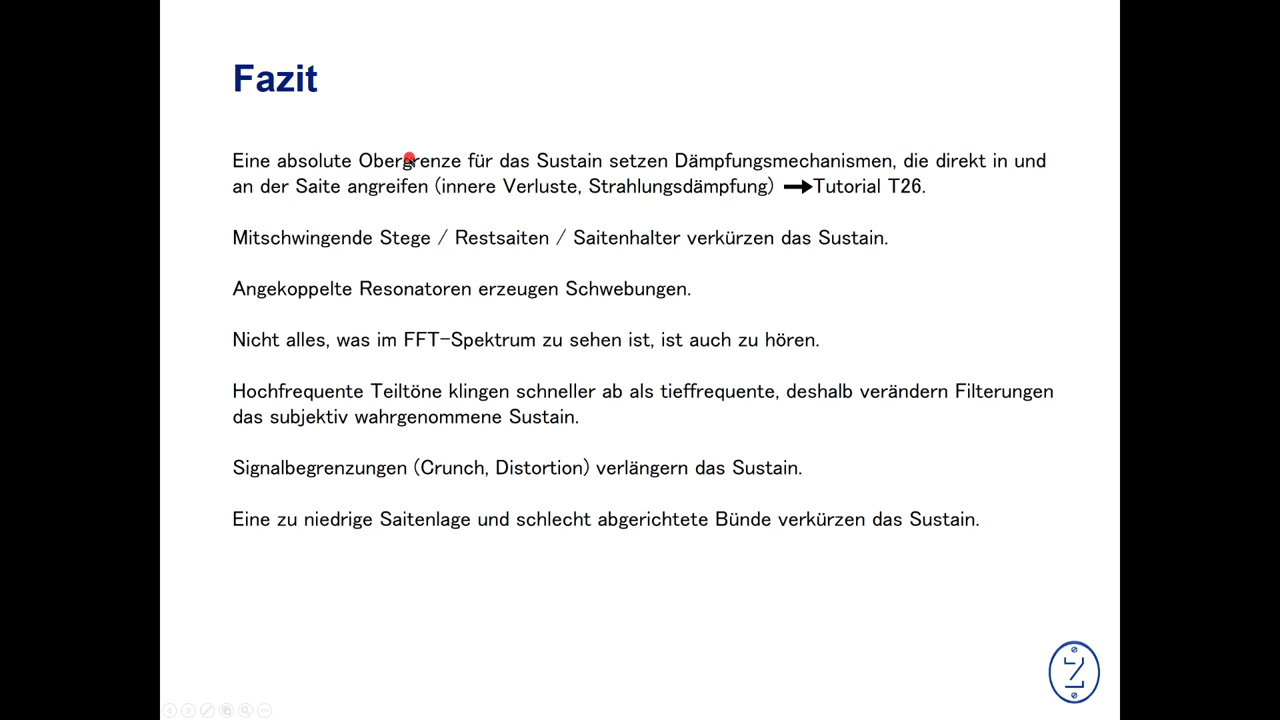 Fazit
Eine absolute Obergrenze für das Sustain setzen Dämpfungsmechanismen, die direkt in und
an der Saite angreifen (innere Verluste, Strahlungsdämpfung) ➞Tutorial T26.
Mitschwingende Stege / Restsaiten / Saitenhalter verkürzen das Sustain.
Angekoppelte Resonatoren erzeugen Schwebungen.
Nicht alles, was im FFT-Spektrum zu sehen ist, ist auch zu hören.
Hochfrequente Teiltöne klingen schneller ab als tieffrequente, deshalb verändern Filterungen
das subjektiv wahrgenommene Sustain.
Signalbegrenzungen (Crunch, Distortion) verlängern das Sustain.
Eine zu niedrige Saitenlage und schlecht abgerichtete Bünde verkürzen das Sustain.